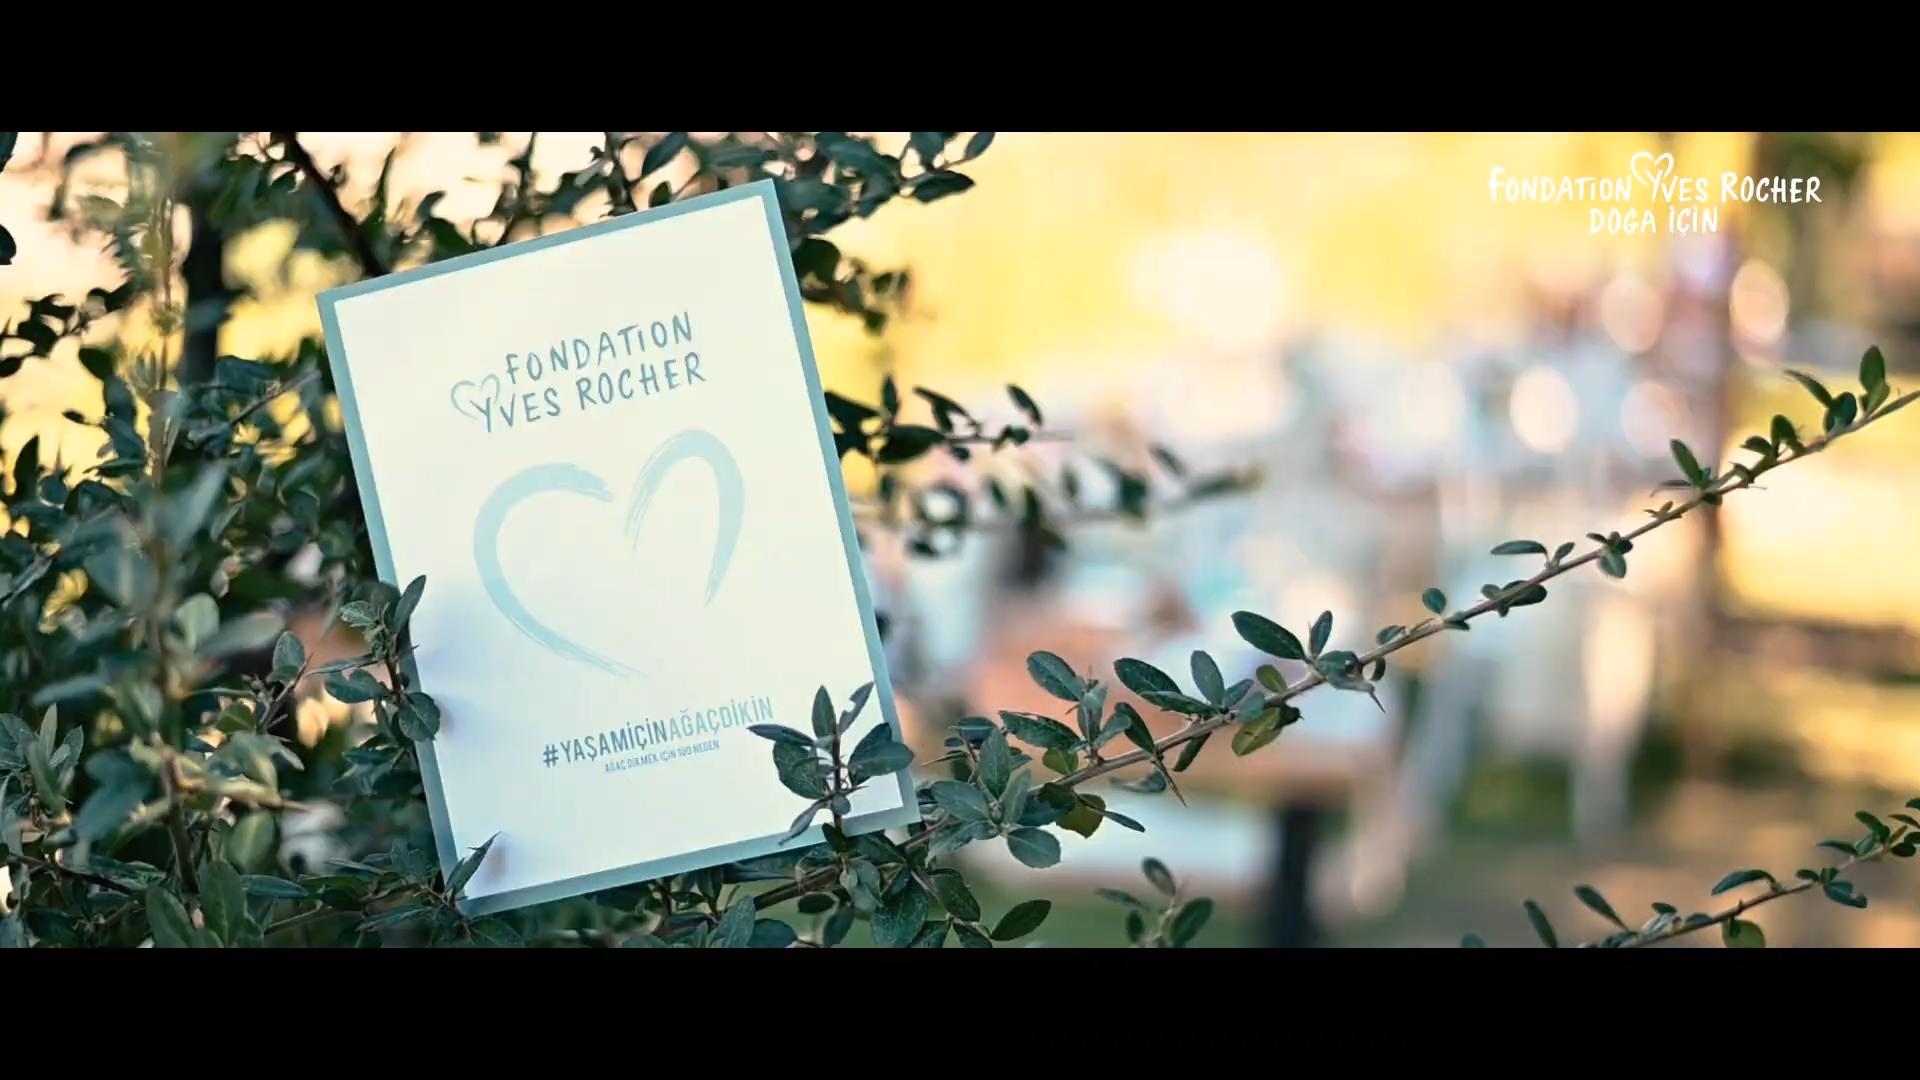 FONDATION
YVES ROCHER
#YAŞAMİÇİNAĞAÇDİKİN
AĞAÇ DİKMEK İÇİN 100 NEDEN
FONDATION YVES ROCHER
DOĞA İÇİN